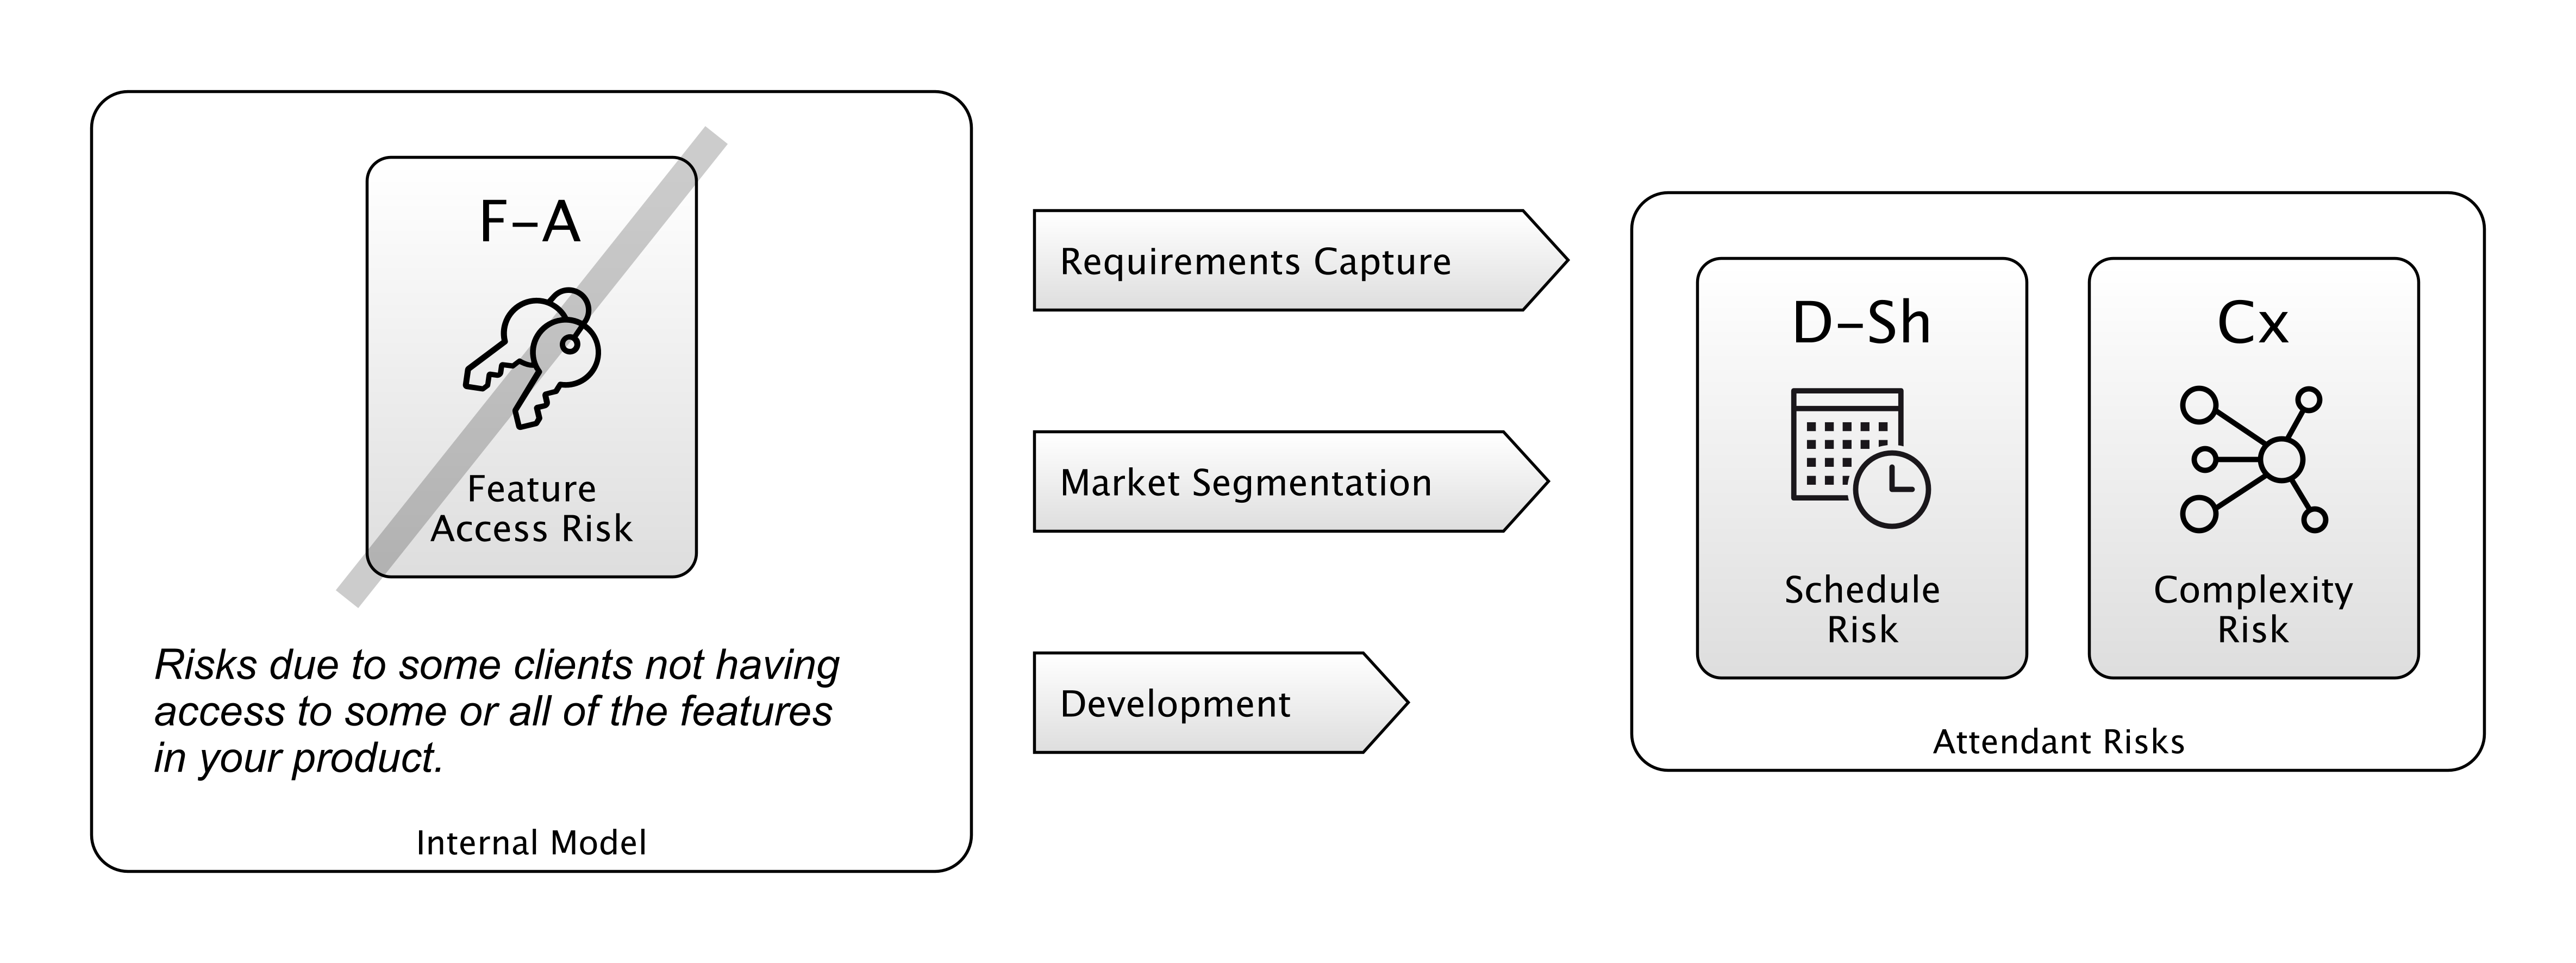 F-A
Feature
Access Risk
Risks due to some clients not having
access to some or all of the features
in your product.
Internal Model
Requirements Capture
Market Segmentation
Development
D-Sh
Schedule
Risk
Cx
Complexity
Risk
Attendant Risks